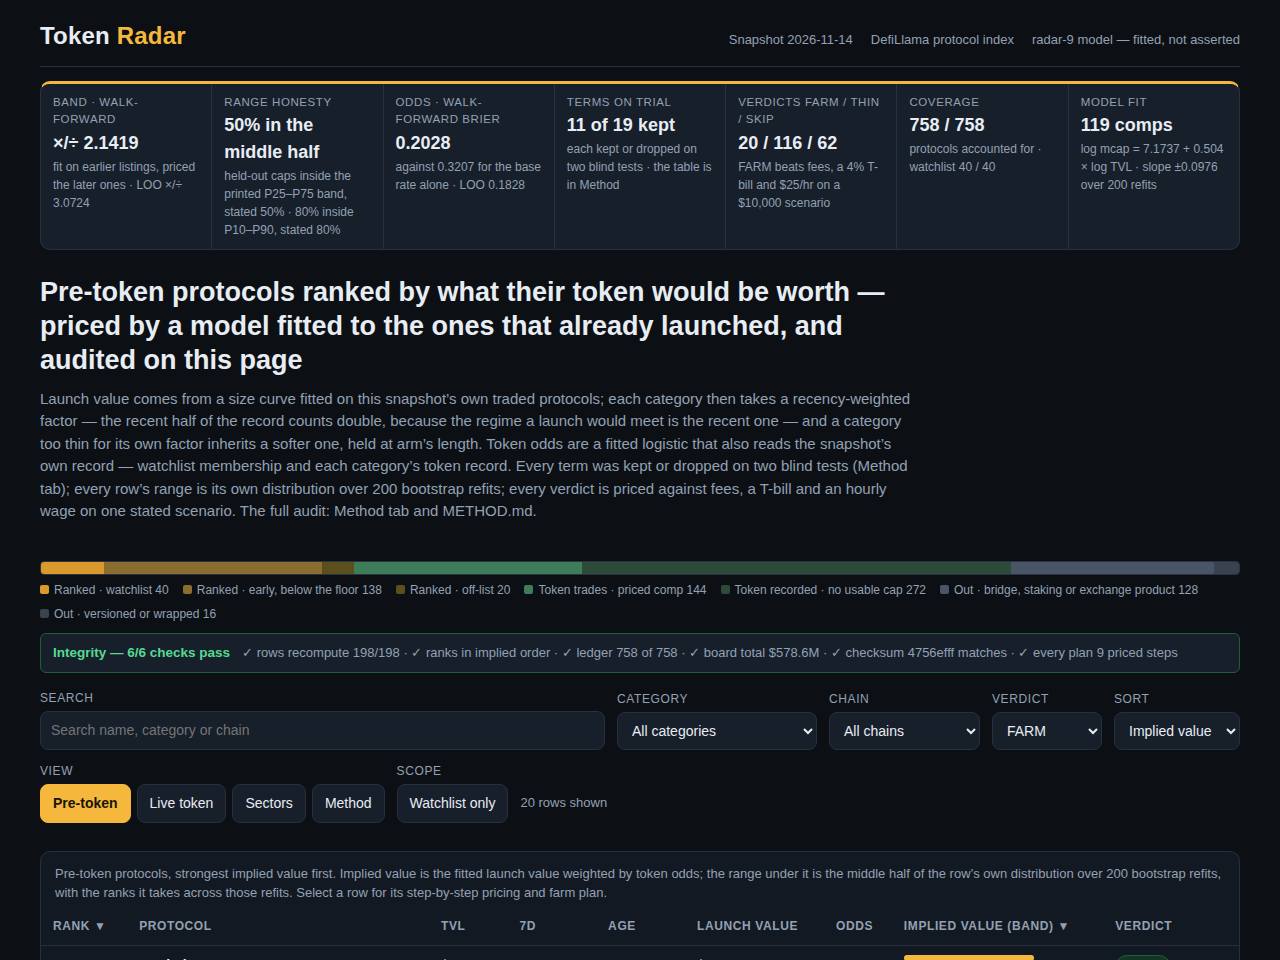 Token Radar
Snapshot 2026-11-14 DefiLlama protocol index radar-9 model — fitted, not asserted
BAND · WALK-FORWARD
×/÷ 2.1419
fit on earlier listings, priced
the later ones · LOO ×/÷
3.0724
RANGE HONESTY
50% in the
middle half
held-out caps inside the
printed P25–P75 band,
stated 50% · 80% inside
P10–P90, stated 80%
ODDS · WALK-FORWARD BRIER
0.2028
against 0.3207 for the base
rate alone · LOO 0.1828
TERMS ON TRIAL
11 of 19 kept
each kept or dropped on
two blind tests · the table is
in Method
VERDICTS FARM / THIN
/ SKIP
20 / 116 / 62
FARM beats fees, a 4% T-
bill and $25/hr on a
$10,000 scenario
COVERAGE
758 / 758
protocols accounted for ·
watchlist 40 / 40
MODEL FIT
119 comps
log mcap = 7.1737 + 0.504
× log TVL · slope ±0.0976
over 200 refits
Pre-token protocols ranked by what their token would be worth —
priced by a model fitted to the ones that already launched, and
audited on this page
Launch value comes from a size curve fitted on this snapshot's own traded protocols; each category then takes a recency-weighted
factor — the recent half of the record counts double, because the regime a launch would meet is the recent one — and a category
too thin for its own factor inherits a softer one, held at arm's length. Token odds are a fitted logistic that also reads the snapshot's
own record — watchlist membership and each category's token record. Every term was kept or dropped on two blind tests (Method
tab); every row's range is its own distribution over 200 bootstrap refits; every verdict is priced against fees, a T-bill and an hourly
wage on one stated scenario. The full audit: Method tab and METHOD.md.
Ranked · watchlist 40 Ranked · early, below the floor 138 Ranked · off-list 20 Token trades · priced comp 144 Token recorded · no usable cap 272 Out · bridge, staking or exchange product 128
Out · versioned or wrapped 16
Integrity — 6/6 checks pass ✓ rows recompute 198/198 · ✓ ranks in implied order · ✓ ledger 758 of 758 · ✓ board total $578.6M · ✓ checksum 4756efff matches · ✓ every plan 9 priced steps
SEARCH CATEGORY CHAIN VERDICT SORT
Search name, category or chain All categories All chains FARM Implied value
VIEW SCOPE
Pre-token Live token Sectors Method Watchlist only 20 rows shown
Pre-token protocols, strongest implied value first. Implied value is the fitted launch value weighted by token odds; the range under it is the middle half of the row's own distribution over 200 bootstrap refits,
with the ranks it takes across those refits. Select a row for its step-by-step pricing and farm plan.
RANK ▼ PROTOCOL TVL 7D AGE LAUNCH VALUE ODDS IMPLIED VALUE (BAND) ▼ VERDICT